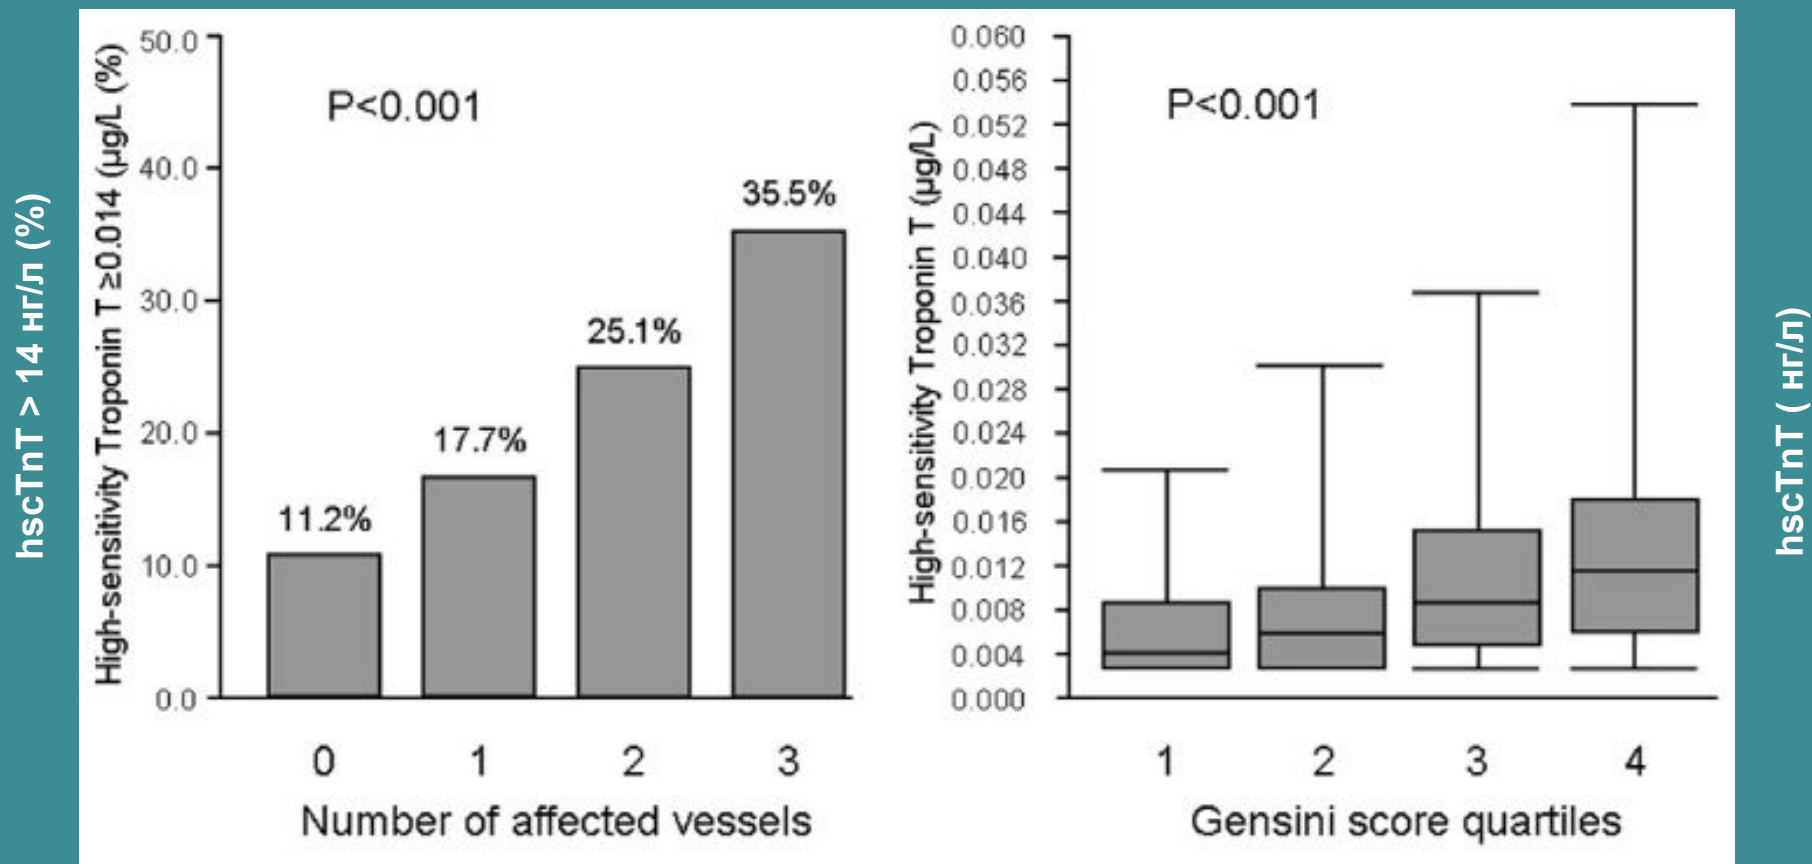 hscTnT > 14 нг/л (%)
High-sensitivity Troponin T ≥0.014 (µg/L (%)
50.0
40.0
30.0
20.0
10.0
0.0
P<0.001
11.2%
17.7%
25.1%
35.5%
0 1 2 3
Number of affected vessels
High-sensitivity Troponin T (µg/L)
0.060
0.056
0.052
0.048
0.044
0.040
0.036
0.032
0.028
0.024
0.020
0.016
0.012
0.008
0.004
0.000
P<0.001
1 2 3 4
Gensini score quartiles
hscTnT ( нг/л)